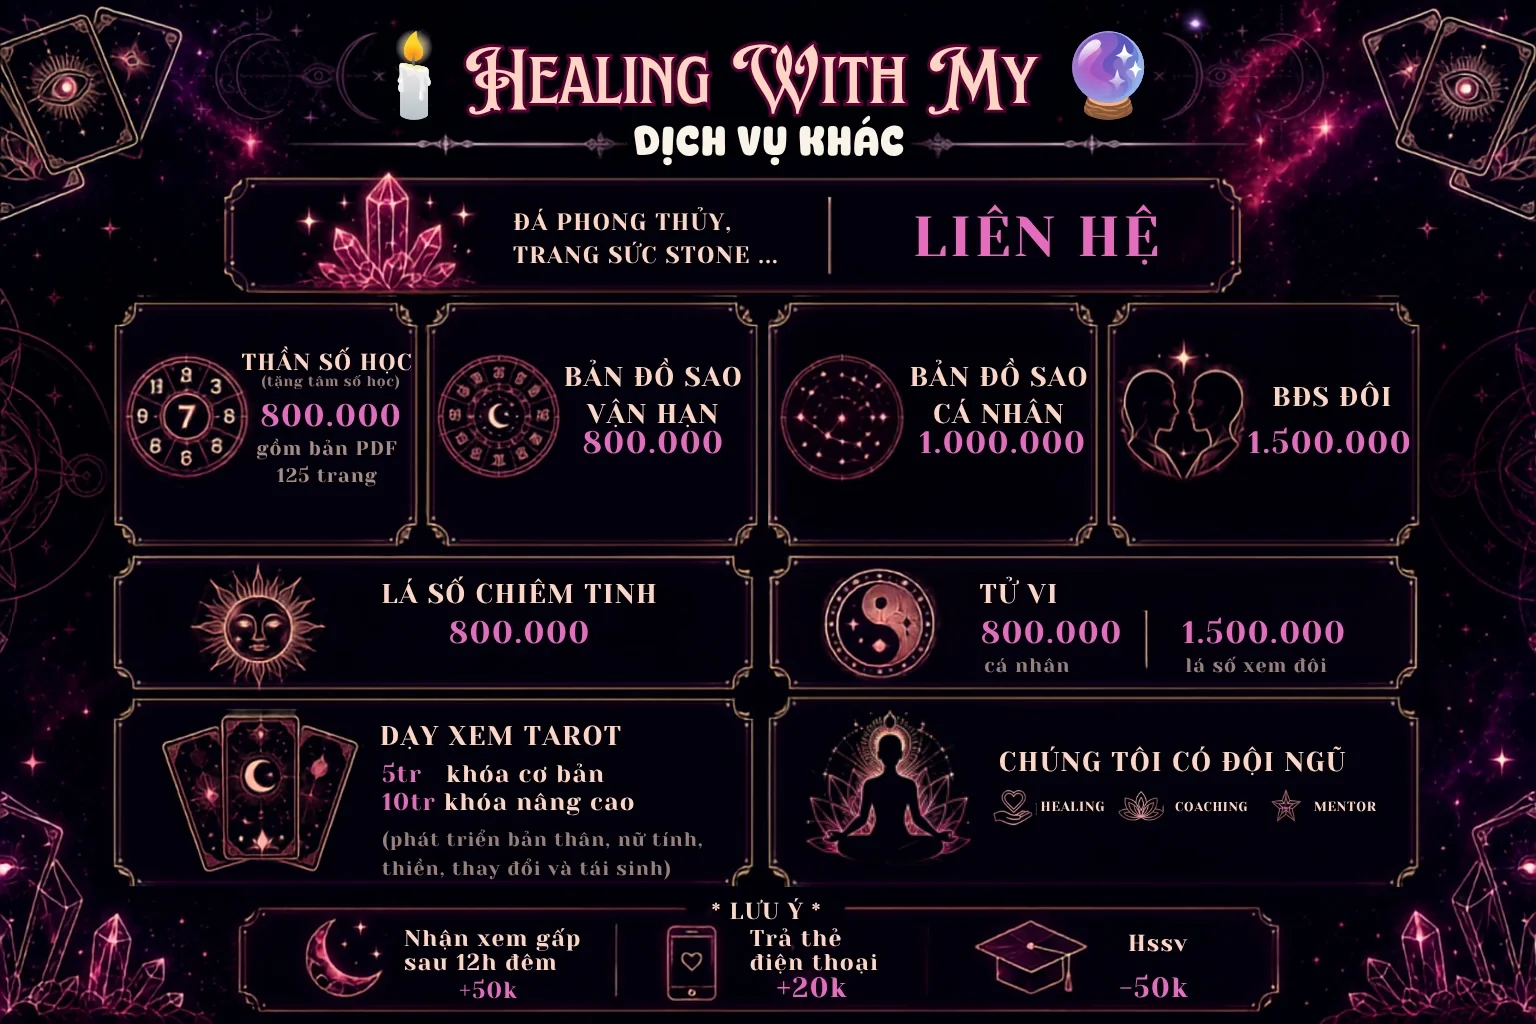 HEALING WITH MY
DỊCH VỤ KHÁC
ĐÁ PHONG THỦY,
TRANG SỨC STONE ...
LIÊN HỆ
THẦN SỐ HỌC
(tặng tâm số học)
800.000
gồm bản PDF
125 trang
BẢN ĐỒ SAO
VẬN HẠN
800.000
BẢN ĐỒ SAO
CÁ NHÂN
1.000.000
BĐS ĐÔI
1.500.000
LÁ SỐ CHIÊM TINH
800.000
TỬ VI
800.000
cá nhân
1.500.000
lá số xem đôi
DẠY XEM TAROT
5tr khóa cơ bản
10tr khóa nâng cao
(phát triển bản thân, nữ tính,
thiền, thay đổi và tái sinh)
CHÚNG TÔI CÓ ĐỘI NGŨ
HEALING COACHING MENTOR
* LƯU Ý *
Nhận xem gấp
sau 12h đêm
+50k
Trả thẻ
điện thoại
+20k
Hssv
-50k